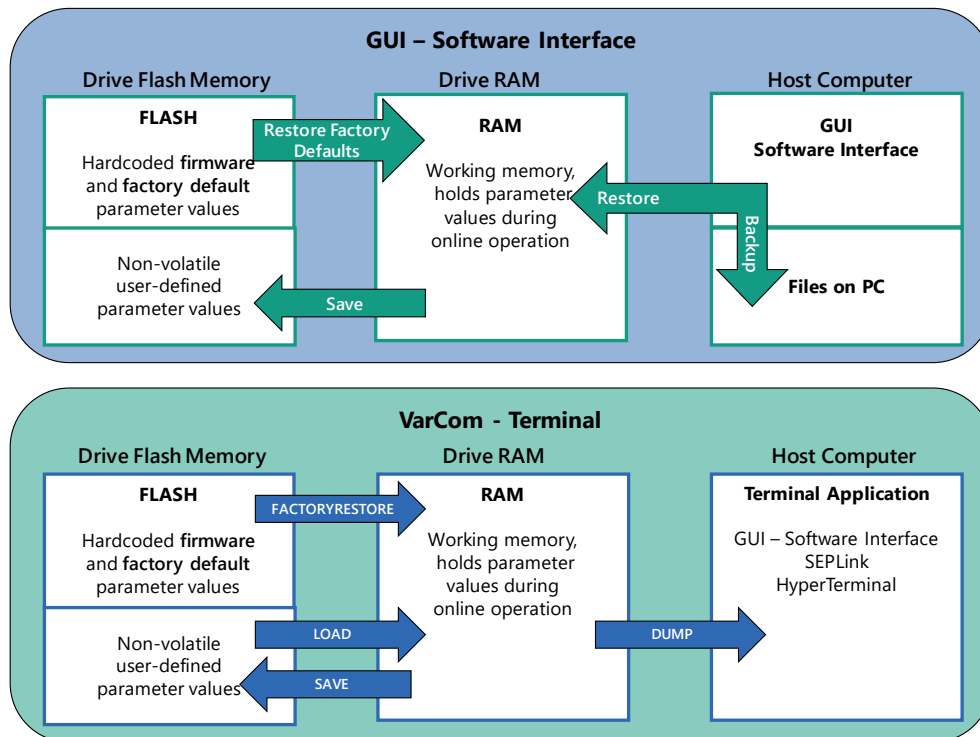 GUI – Software Interface
Drive Flash Memory
Drive RAM
Host Computer
FLASH
Hardcoded firmware
and factory default
parameter values
Restore Factory
Defaults
RAM
Working memory,
holds parameter
values during
online operation
GUI
Software Interface
Restore
Backup
Non-volatile
user-defined
parameter values
Save
Files on PC
VarCom - Terminal
Drive Flash Memory
Drive RAM
Host Computer
FLASH
Hardcoded firmware
and factory default
parameter values
FACTORYRESTORE
RAM
Working memory,
holds parameter
values during
online operation
Terminal Application
GUI – Software Interface
SEPLink
HyperTerminal
Non-volatile
user-defined
parameter values
LOAD
SAVE
DUMP